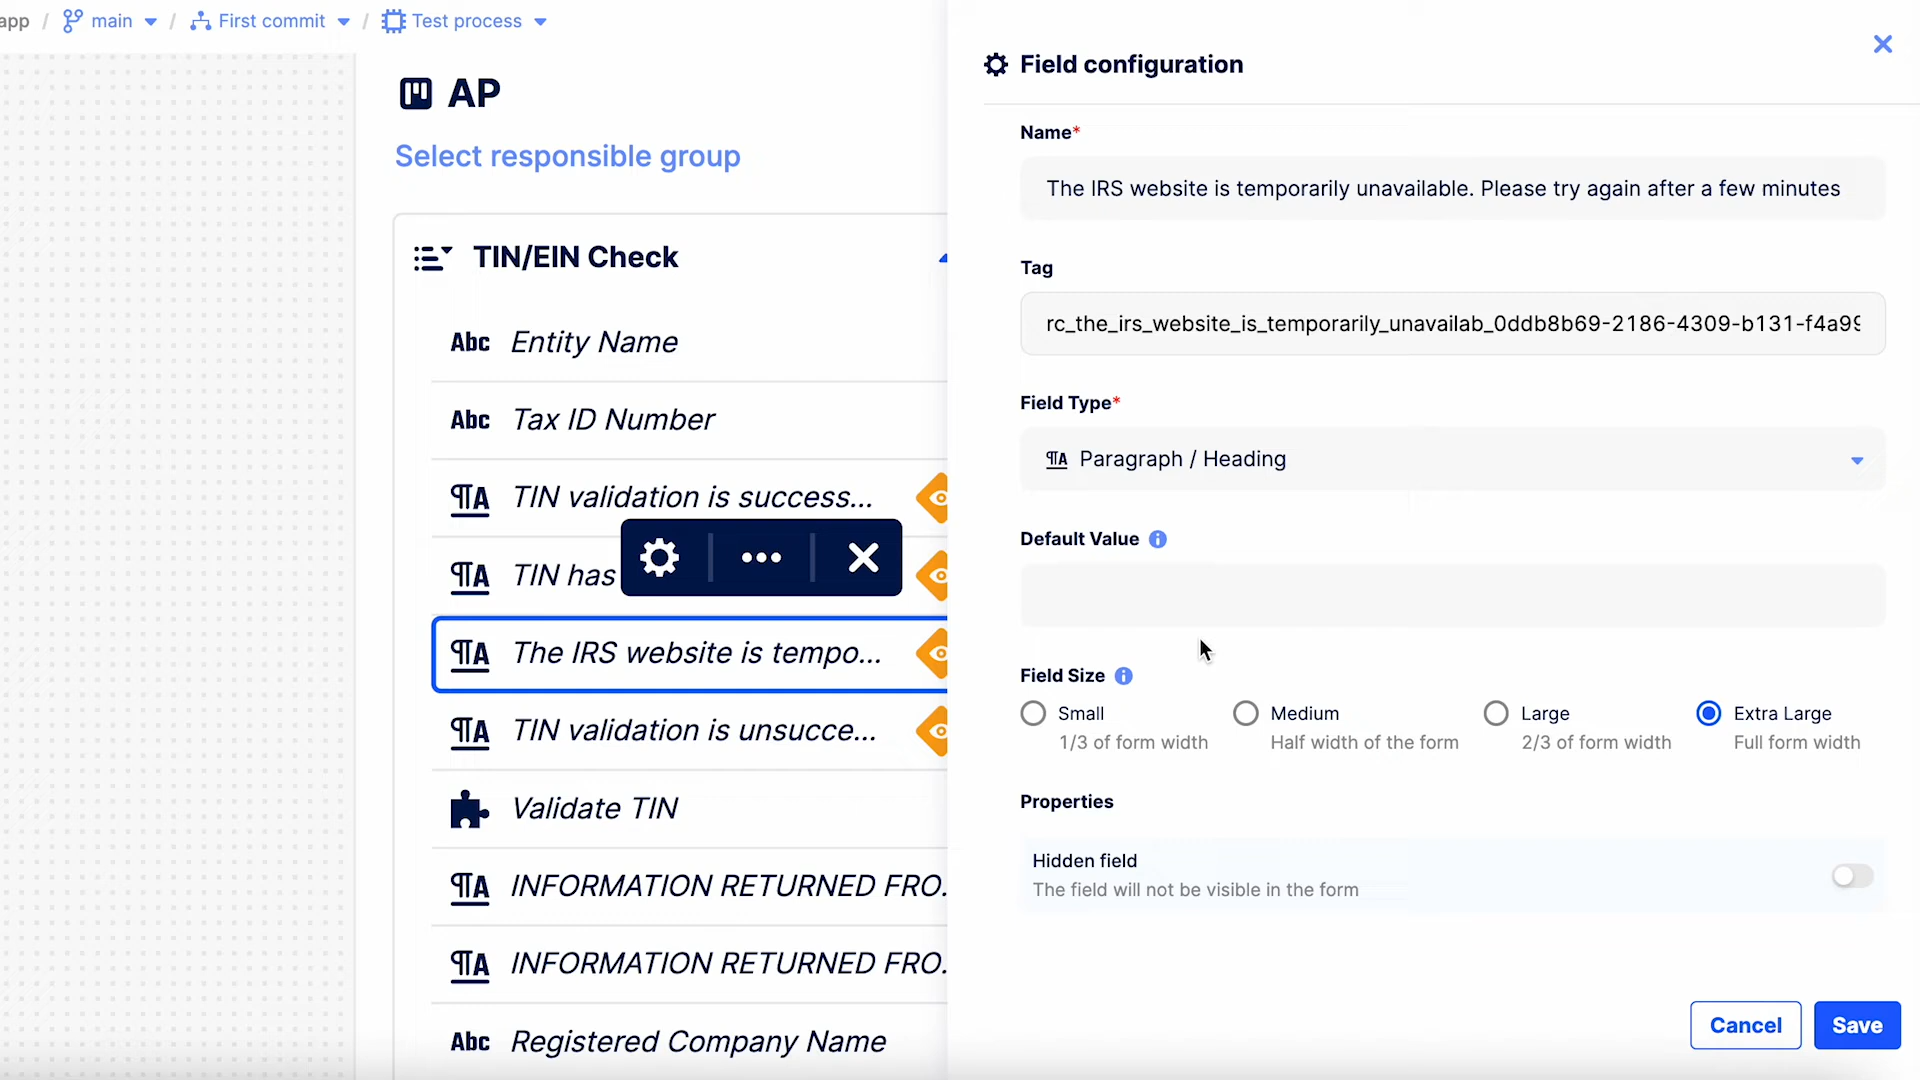 app / main / First commit / Test process
AP
Select responsible group
TIN/EIN Check
Abc Entity Name
Abc Tax ID Number
TIN validation is success...
TIN has
The IRS website is tempo...
TIN validation is unsucce...
Validate TIN
INFORMATION RETURNED FRO.
INFORMATION RETURNED FRO.
Abc Registered Company Name
Field configuration
Name*
The IRS website is temporarily unavailable. Please try again after a few minutes
Tag
rc_the_irs_website_is_temporarily_unavailab_0ddb8b69-2186-4309-b131-f4a99
Field Type*
Paragraph / Heading
Default Value
Field Size
Small Medium Large Extra Large
1/3 of form width Half width of the form 2/3 of form width Full form width
Properties
Hidden field
The field will not be visible in the form
Cancel Save